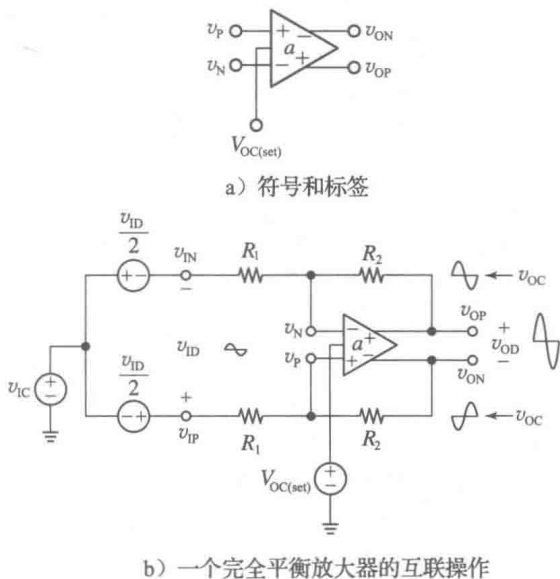 v_P + − v_ON
a
v_N − + v_OP
V_OC(set)
a）符号和标签
v_ID/2 v_IN R_1 R_2 v_OC
+ −
−
v_OP
v_N − + +
v_ID a v_OD
v_P + − −
v_ON
v_IC + − v_ID/2 +
− +
v_IP R_1 R_2 v_OC
V_OC(set) + −
b）一个完全平衡放大器的互联操作